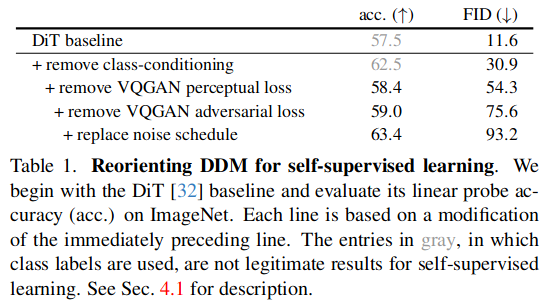 acc. (↑) FID (↓)
DiT baseline 57.5 11.6
+ remove class-conditioning 62.5 30.9
+ remove VQGAN perceptual loss 58.4 54.3
+ remove VQGAN adversarial loss 59.0 75.6
+ replace noise schedule 63.4 93.2
Table 1. Reorienting DDM for self-supervised learning. We
begin with the DiT [32] baseline and evaluate its linear probe ac-
curacy (acc.) on ImageNet. Each line is based on a modification
of the immediately preceding line. The entries in gray, in which
class labels are used, are not legitimate results for self-supervised
learning. See Sec. 4.1 for description.